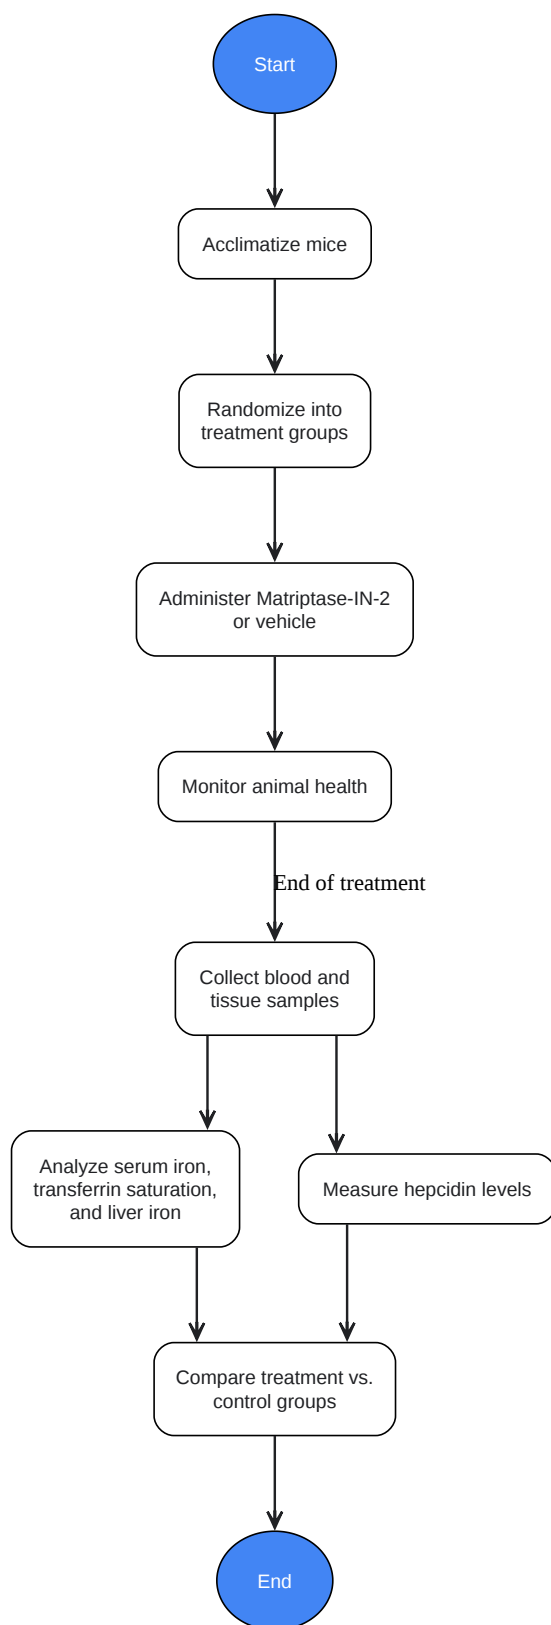 Start
Acclimatize mice
Randomize into
treatment groups
Administer Matriptase-IN-2
or vehicle
Monitor animal health
End of treatment
Collect blood and
tissue samples
Analyze serum iron,
transferrin saturation,
and liver iron
Measure hepcidin levels
Compare treatment vs.
control groups
End